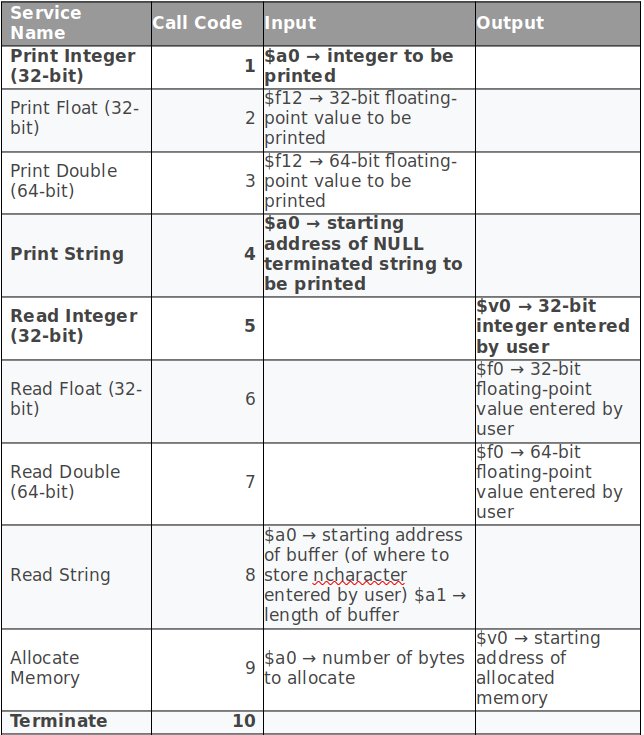 Service Name Call Code Input Output
Print Integer (32-bit) 1 $a0 → integer to be printed
Print Float (32-bit) 2 $f12 → 32-bit floating-point value to be printed
Print Double (64-bit) 3 $f12 → 64-bit floating-point value to be printed
Print String 4 $a0 → starting address of NULL terminated string to be printed
Read Integer (32-bit) 5 $v0 → 32-bit integer entered by user
Read Float (32-bit) 6 $f0 → 32-bit floating-point value entered by user
Read Double (64-bit) 7 $f0 → 64-bit floating-point value entered by user
Read String 8 $a0 → starting address of buffer (of where to store ncharacter entered by user) $a1 → length of buffer
Allocate Memory 9 $a0 → number of bytes to allocate $v0 → starting address of allocated memory
Terminate 10